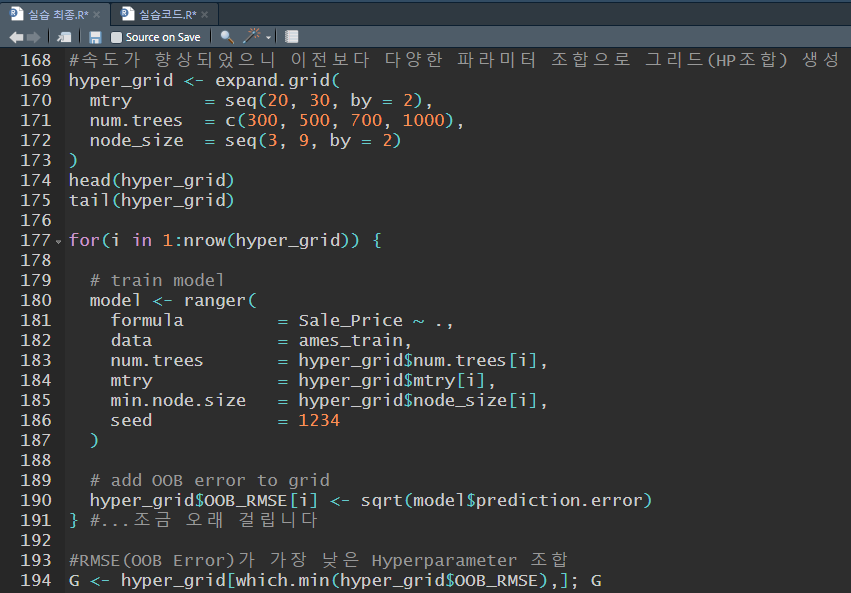 실습 최종.R* × 실습코드.R* ×
Source on Save
168 #속도가 향상되었으니 이전보다 다양한 파라미터 조합으로 그리드(HP조합) 생성
169 hyper_grid <- expand.grid(
170   mtry       = seq(20, 30, by = 2),
171   num.trees  = c(300, 500, 700, 1000),
172   node_size  = seq(3, 9, by = 2)
173 )
174 head(hyper_grid)
175 tail(hyper_grid)
176
177 for(i in 1:nrow(hyper_grid)) {
178
179   # train model
180   model <- ranger(
181     formula         = Sale_Price ~ .,
182     data            = ames_train,
183     num.trees       = hyper_grid$num.trees[i],
184     mtry            = hyper_grid$mtry[i],
185     min.node.size   = hyper_grid$node_size[i],
186     seed            = 1234
187   )
188
189   # add OOB error to grid
190   hyper_grid$OOB_RMSE[i] <- sqrt(model$prediction.error)
191 } #...조금 오래 걸립니다
192
193 #RMSE(OOB Error)가 가장 낮은 Hyperparameter 조합
194 G <- hyper_grid[which.min(hyper_grid$OOB_RMSE),]; G